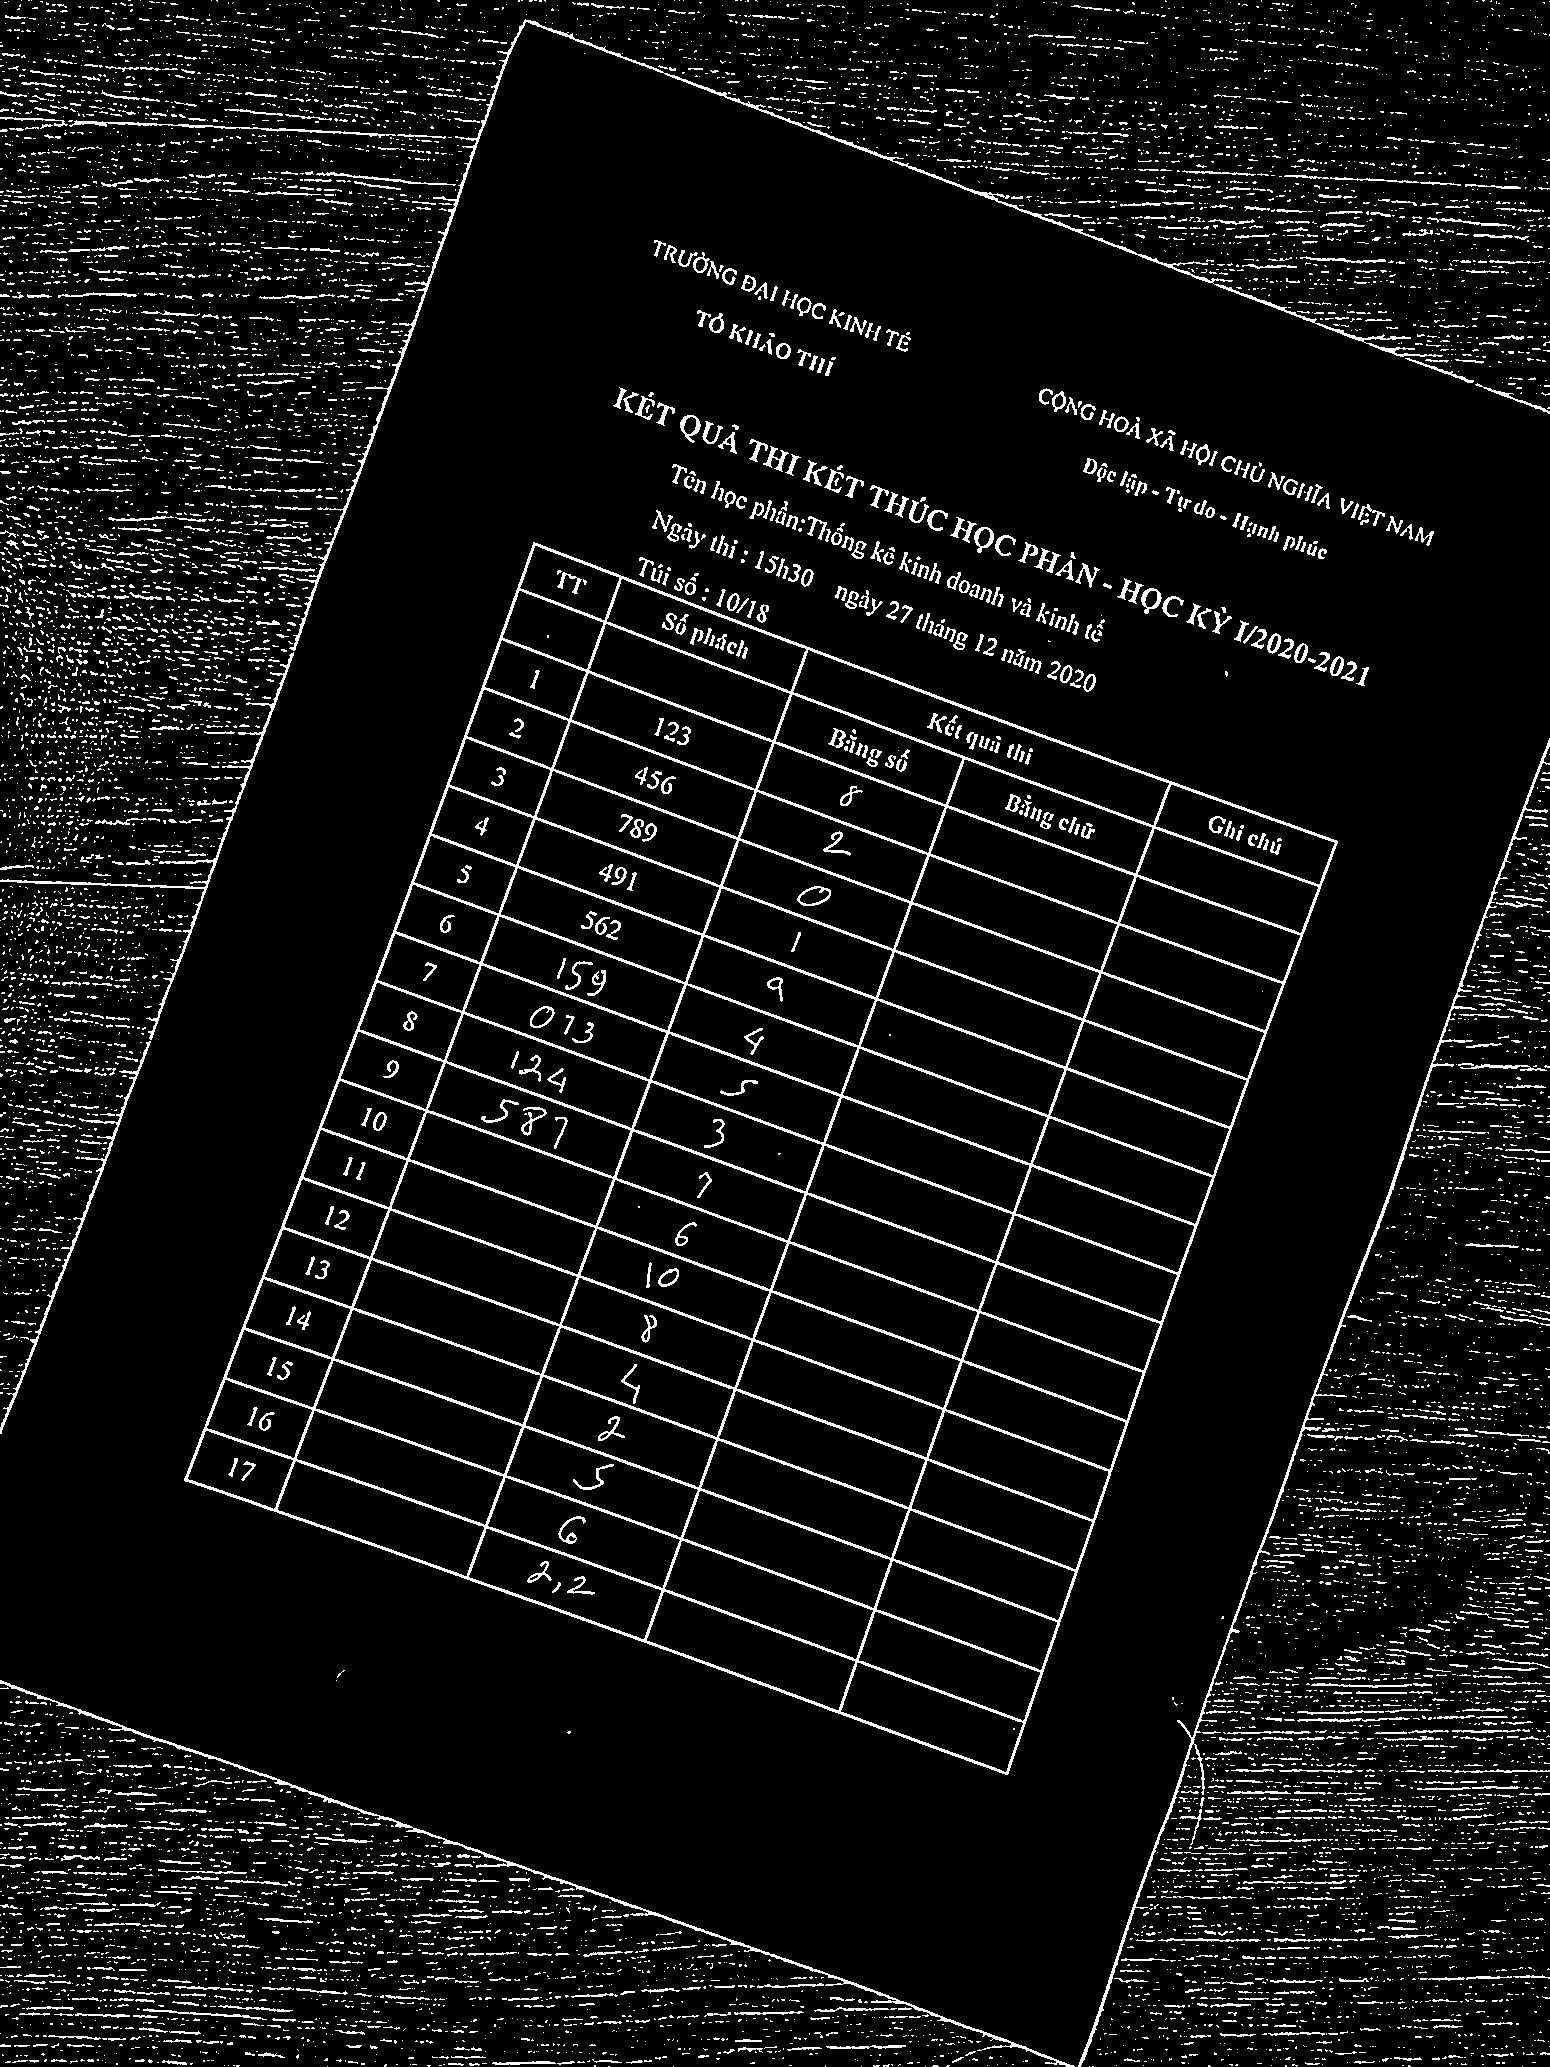 TRƯỜNG ĐẠI HỌC KINH TẾ
TỔ KHẢO THÍ
CỘNG HOÀ XÃ HỘI CHỦ NGHĨA VIỆT NAM
Độc lập - Tự do - Hạnh phúc
KẾT QUẢ THI KẾT THÚC HỌC PHẦN - HỌC KỲ I/2020-2021
Tên học phần:Thống kê kinh doanh và kinh tế
Ngày thi : 15h30 ngày 27 tháng 12 năm 2020
Túi số : 10/18
TT Số phách Kết quả thi
Bằng số Bằng chữ Ghi chú
1 123 8
2 456 2
3 789 0
4 491 1
5 562 9
6 159 4
7 073 5
8 124 3
9 587 7
10 6
11 10
12 8
13 4
14 2
15 5
16 6
17 2,2